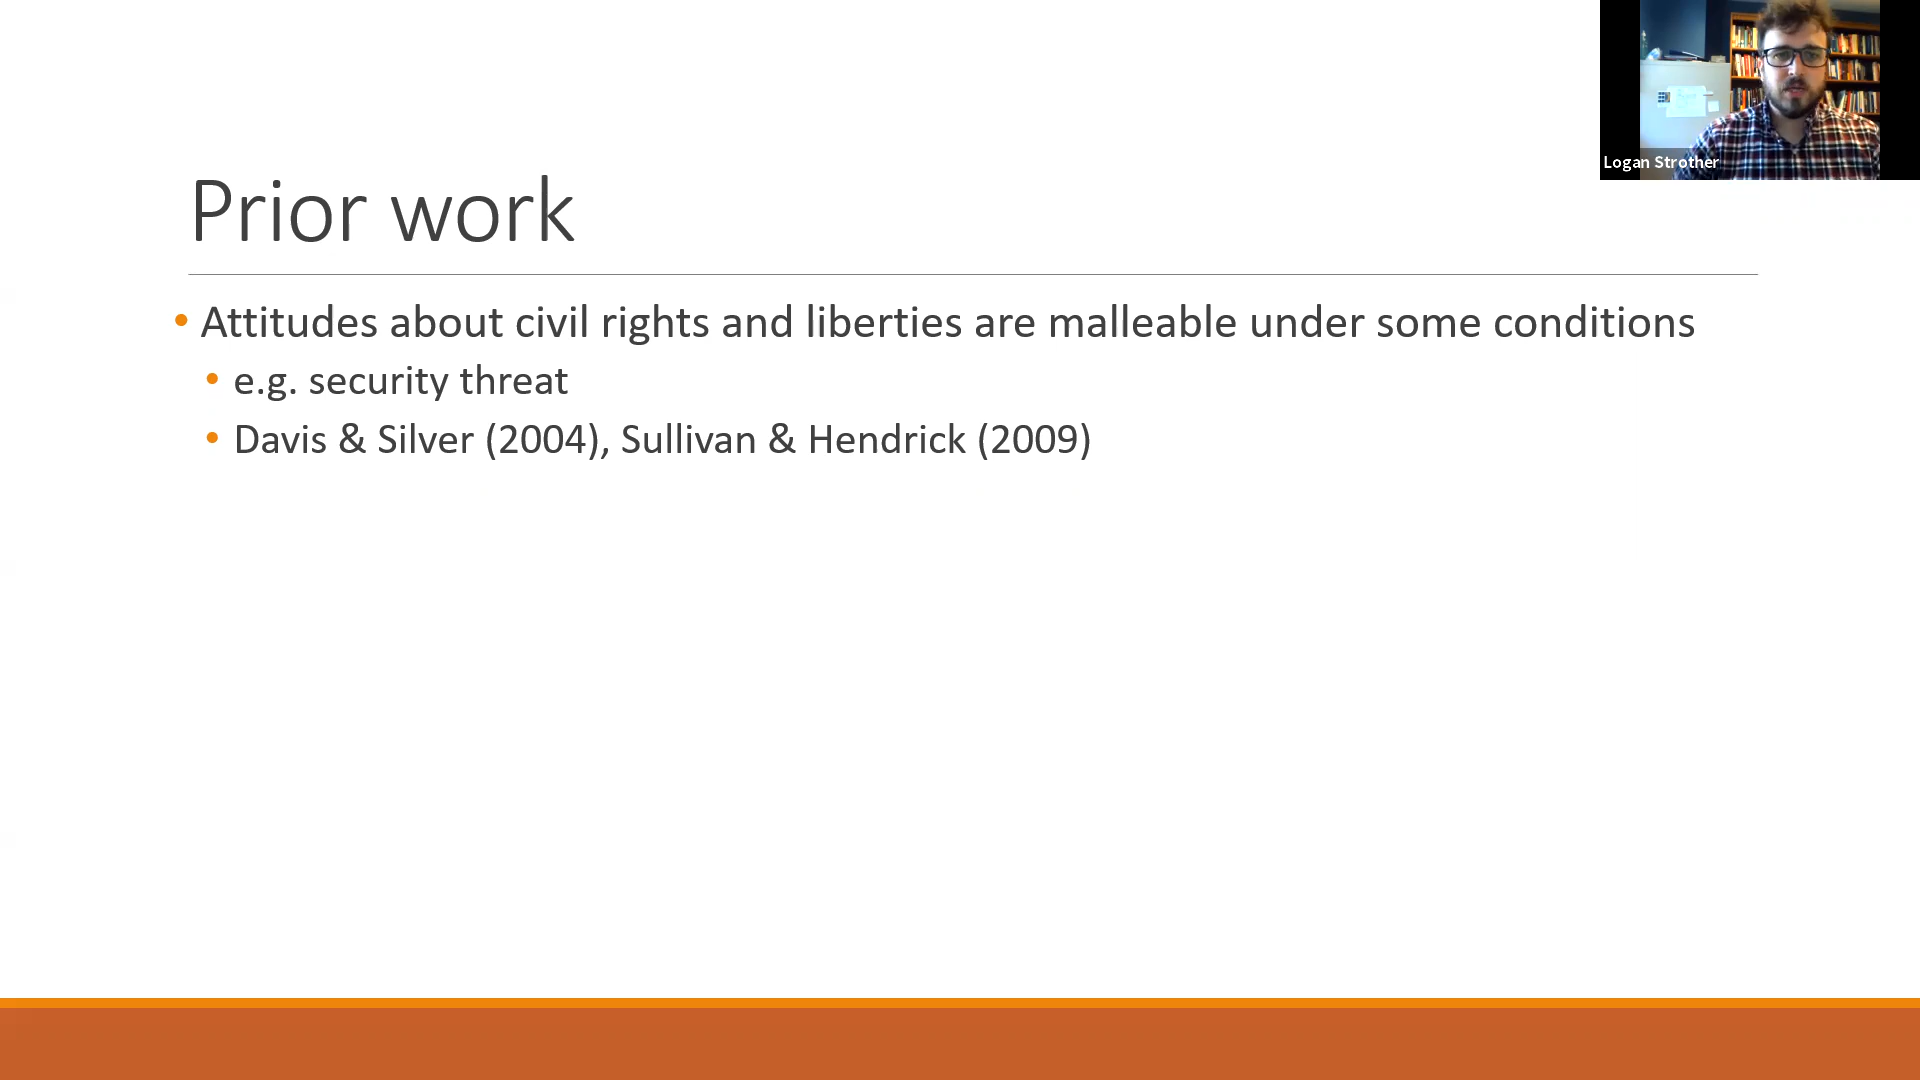 Logan Strother
Prior work
• Attitudes about civil rights and liberties are malleable under some conditions
• e.g. security threat
• Davis & Silver (2004), Sullivan & Hendrick (2009)